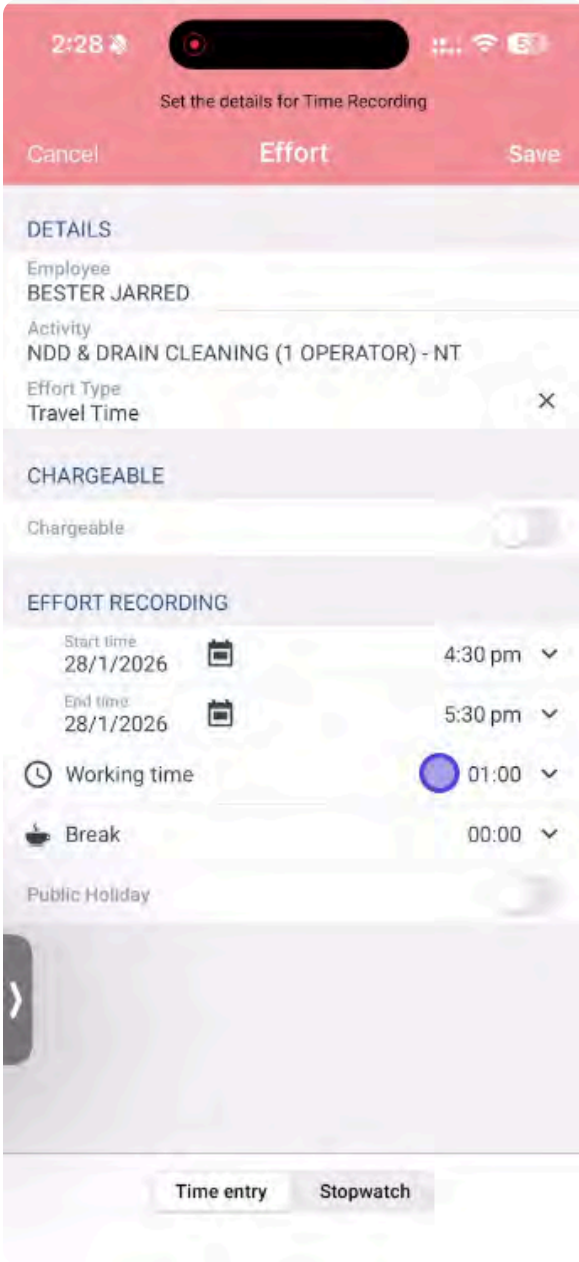 2:28
Set the details for Time Recording
Cancel Effort Save
DETAILS
Employee
BESTER JARRED
Activity
NDD & DRAIN CLEANING (1 OPERATOR) - NT
Effort Type
Travel Time
CHARGEABLE
Chargeable
EFFORT RECORDING
Start time
28/1/2026 4:30 pm
End time
28/1/2026 5:30 pm
Working time 01:00
Break 00:00
Public Holiday
Time entry Stopwatch